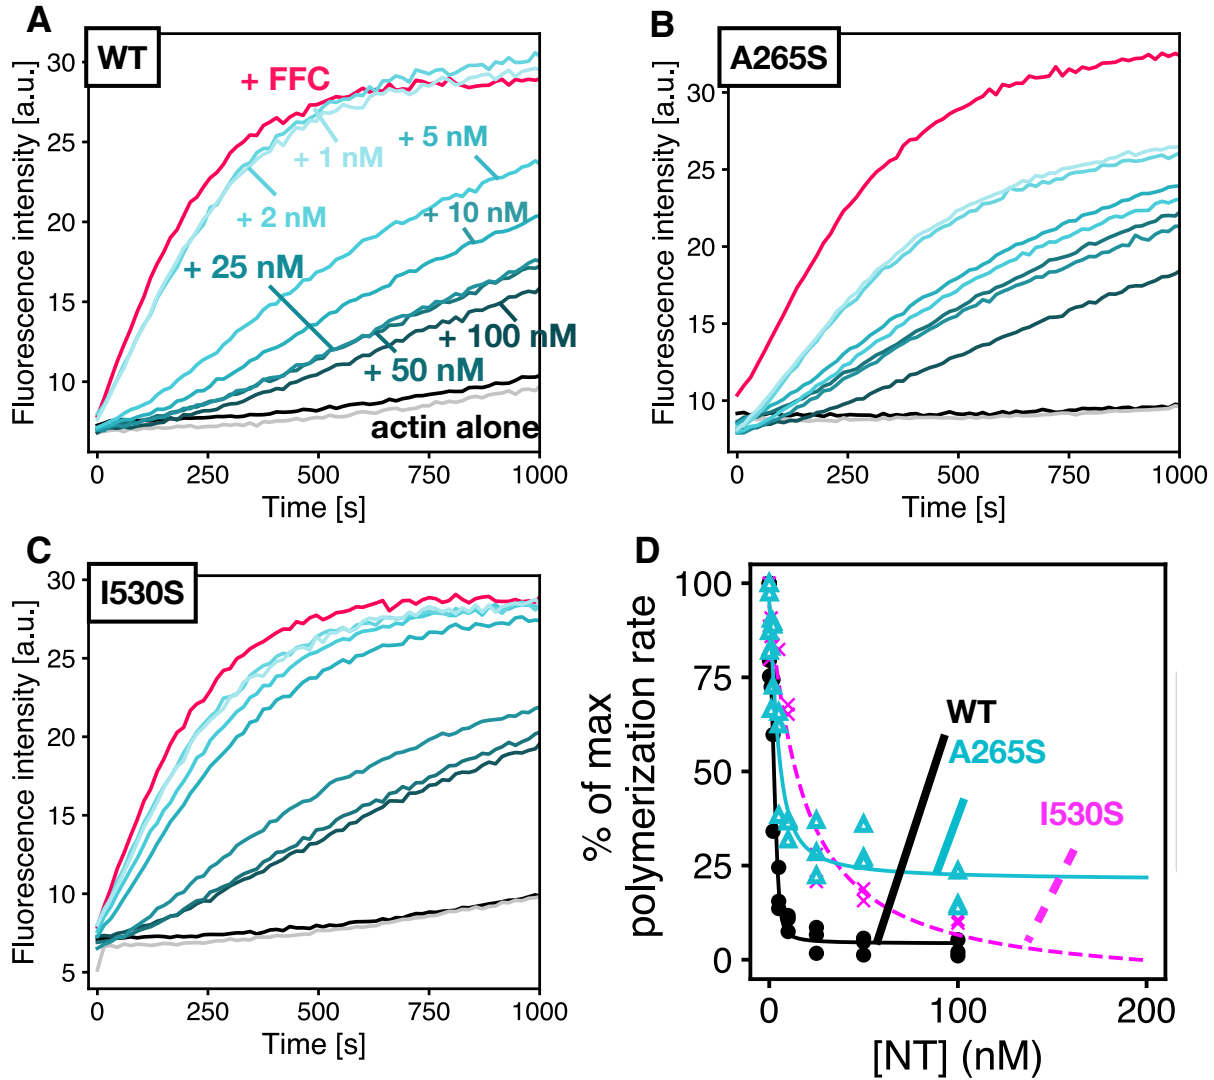 A
WT
Fluorescence intensity [a.u.]
30
25
20
15
10
+ FFC
+ 1 nM
+ 5 nM
+ 2 nM
+ 10 nM
+ 25 nM
+ 100 nM
+ 50 nM
actin alone
0
250
500
750
1000
Time [s]
B
A265S
Fluorescence intensity [a.u.]
30
25
20
15
10
0
250
500
750
1000
Time [s]
C
I530S
Fluorescence intensity [a.u.]
30
25
20
15
10
5
0
250
500
750
1000
Time [s]
D
% of max
polymerization rate
100
75
50
25
0
WT
A265S
I530S
0
100
200
[NT] (nM)